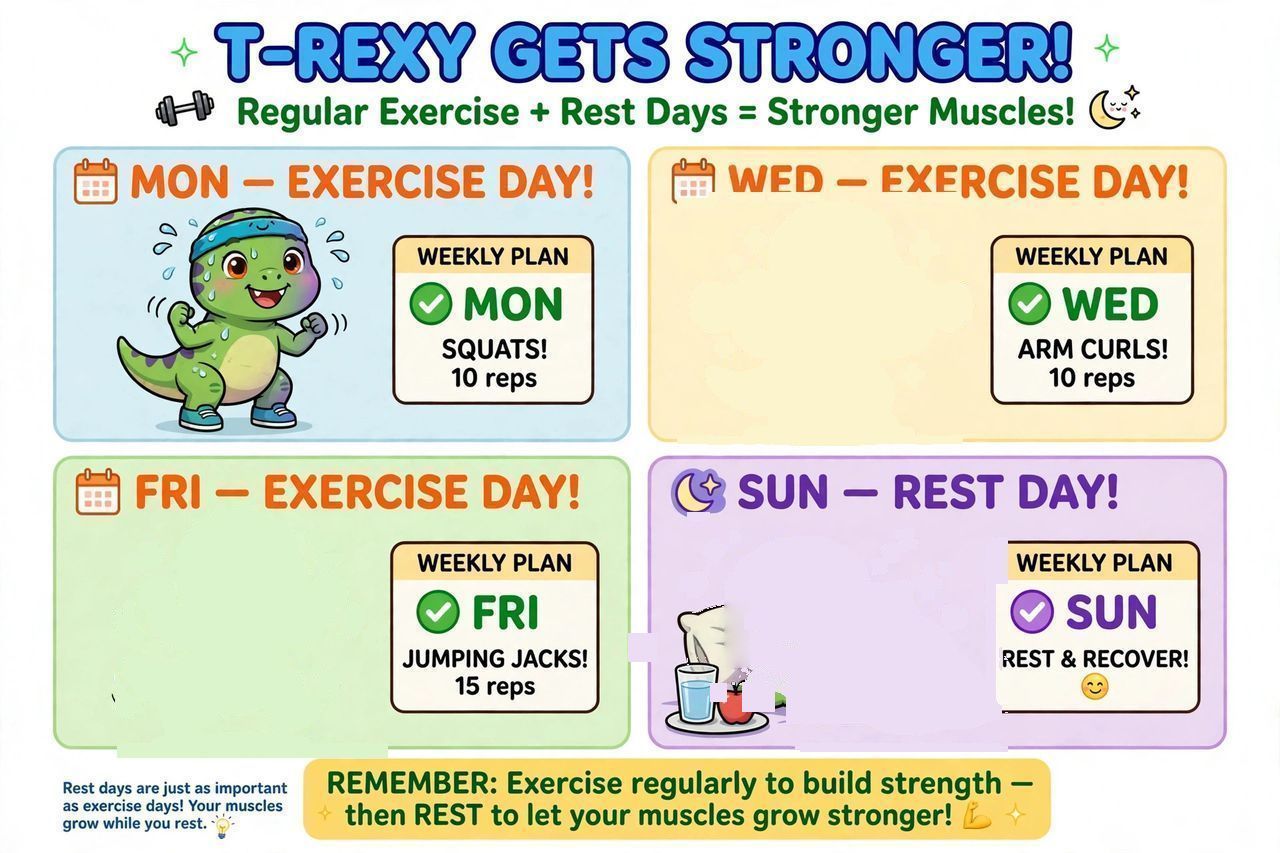 T-REXY GETS STRONGER!
Regular Exercise + Rest Days = Stronger Muscles!
MON — EXERCISE DAY!
WEEKLY PLAN
MON
SQUATS!
10 reps
WED — EXERCISE DAY!
WEEKLY PLAN
WED
ARM CURLS!
10 reps
FRI — EXERCISE DAY!
WEEKLY PLAN
FRI
JUMPING JACKS!
15 reps
SUN — REST DAY!
WEEKLY PLAN
SUN
REST & RECOVER!
Rest days are just as important
as exercise days! Your muscles
grow while you rest.
REMEMBER: Exercise regularly to build strength —
then REST to let your muscles grow stronger!